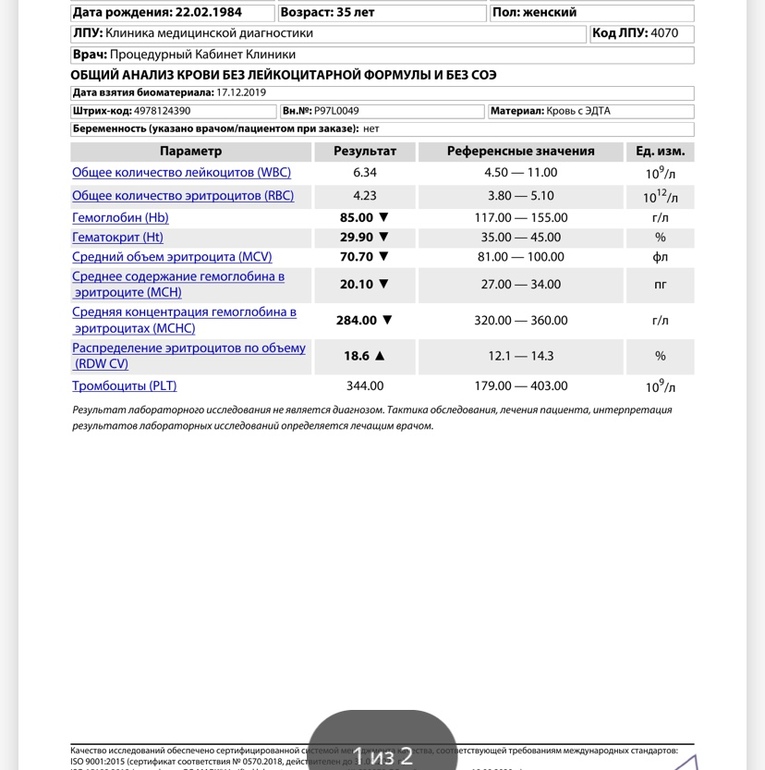 Дата рождения: 22.02.1984 Возраст: 35 лет Пол: женский
ЛПУ: Клиника медицинской диагностики Код ЛПУ: 4070
Врач: Процедурный Кабинет Клиники
ОБЩИЙ АНАЛИЗ КРОВИ БЕЗ ЛЕЙКОЦИТАРНОЙ ФОРМУЛЫ И БЕЗ СОЭ
Дата взятия биоматериала: 17.12.2019
Штрих-код: 4978124390 Вн.№: P97L0049 Материал: Кровь с ЭДТА
Беременность (указано врачом/пациентом при заказе): нет
Параметр Результат Референсные значения Ед. изм.
Общее количество лейкоцитов (WBC) 6.34 4.50 — 11.00 10⁹/л
Общее количество эритроцитов (RBC) 4.23 3.80 — 5.10 10¹²/л
Гемоглобин (Hb) 85.00 ▼ 117.00 — 155.00 г/л
Гематокрит (Ht) 29.90 ▼ 35.00 — 45.00 %
Средний объем эритроцита (MCV) 70.70 ▼ 81.00 — 100.00 фл
Среднее содержание гемоглобина в
эритроците (MCH) 20.10 ▼ 27.00 — 34.00 пг
Средняя концентрация гемоглобина в
эритроцитах (MCHC) 284.00 ▼ 320.00 — 360.00 г/л
Распределение эритроцитов по объему
(RDW CV) 18.6 ▲ 12.1 — 14.3 %
Тромбоциты (PLT) 344.00 179.00 — 403.00 10⁹/л
Результат лабораторного исследования не является диагнозом. Тактика обследования, лечения пациента, интерпретация
результатов лабораторных исследований определяется лечащим врачом.
Качество исследований обеспечено сертифицированной системой менеджмента качества, соответствующей требованиям международных стандартов:
ISO 9001:2015 (сертификат соответствия № 0570.2018, действителен до
1 из 2